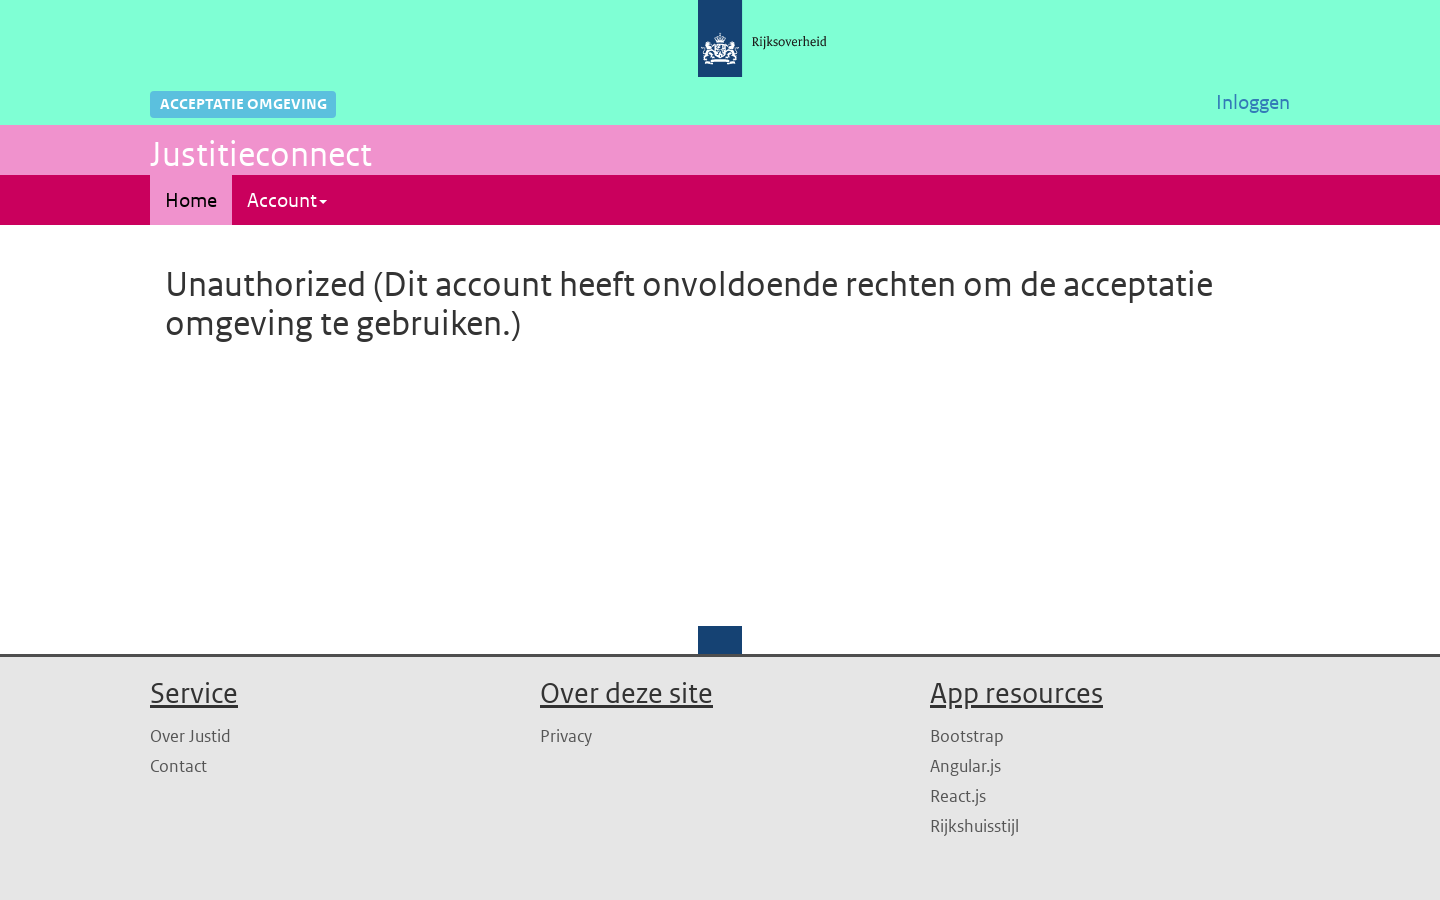 Rijksoverheid
ACCEPTATIE OMGEVING
Inloggen
Justitieconnect
Home
Account
Unauthorized (Dit account heeft onvoldoende rechten om de acceptatie
omgeving te gebruiken.)
Service
Over Justid
Contact
Over deze site
Privacy
App resources
Bootstrap
Angular.js
React.js
Rijkshuisstijl